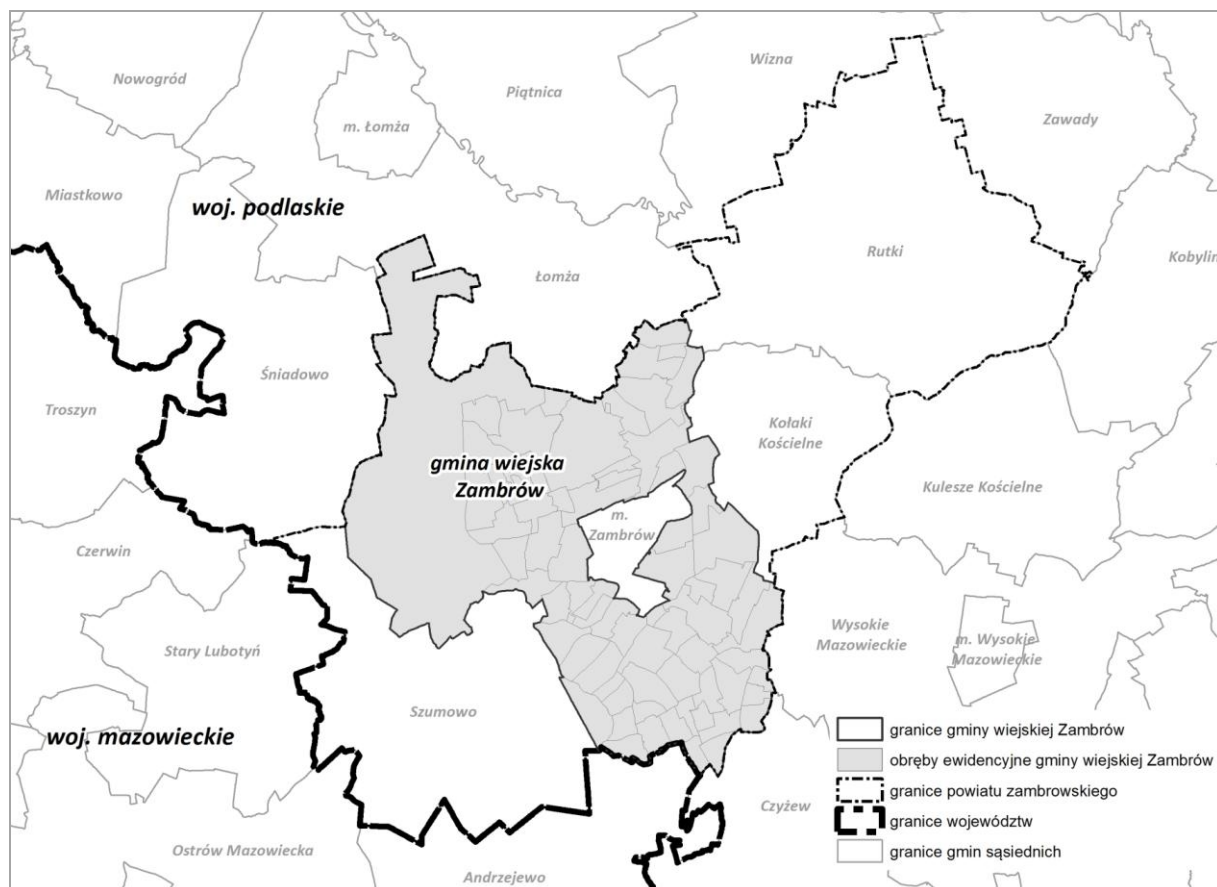 Nowogród
Piątnica
Wizna
m. Łomża
Zawady
Miastkowo
woj. podlaskie
Rutki
Kobylin
Łomża
Śniadowo
Troszyn
Kołaki
Kościelne
gmina wiejska
Zambrów
Kulesze Kościelne
m.
Zambrów
Czerwin
Wysokie
Mazowieckie
m. Wysokie
Mazowieckie
Stary Lubotyń
Szumowo
woj. mazowieckie
granice gminy wiejskiej Zambrów
obręby ewidencyjne gminy wiejskiej Zambrów
granice powiatu zambrowskiego
Czyżew
granice województw
Ostrów Mazowiecka
granice gmin sąsiednich
Andrzejewo